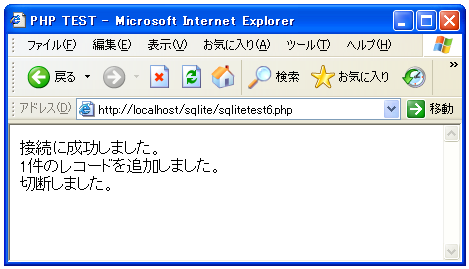 PHP TEST - Microsoft Internet Explorer
ファイル(F) 編集(E) 表示(V) お気に入り(A) ツール(T) ヘルプ(H)
戻る 検索 お気に入り
アドレス(D) http://localhost/sqlite/sqlitetest6.php 移動
接続に成功しました。
1件のレコードを追加しました。
切断しました。